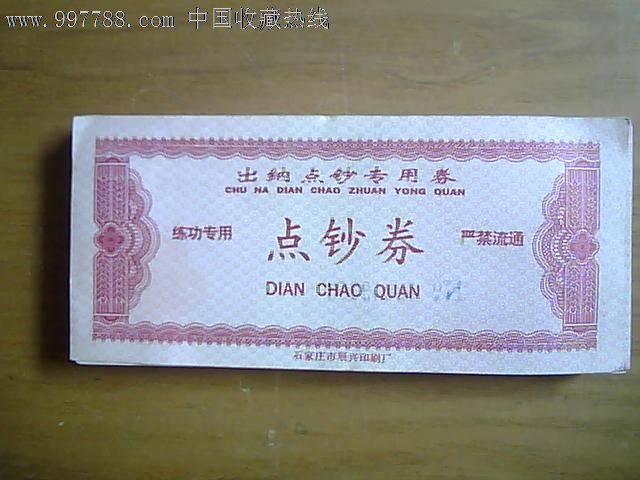 www.997788.com 中国收藏热线
出纳点钞专用券
CHU NA DIAN CHAO ZHUAN YONG QUAN
练功专用 点钞券 严禁流通
DIAN CHAO QUAN
石家庄市辰兴印刷厂